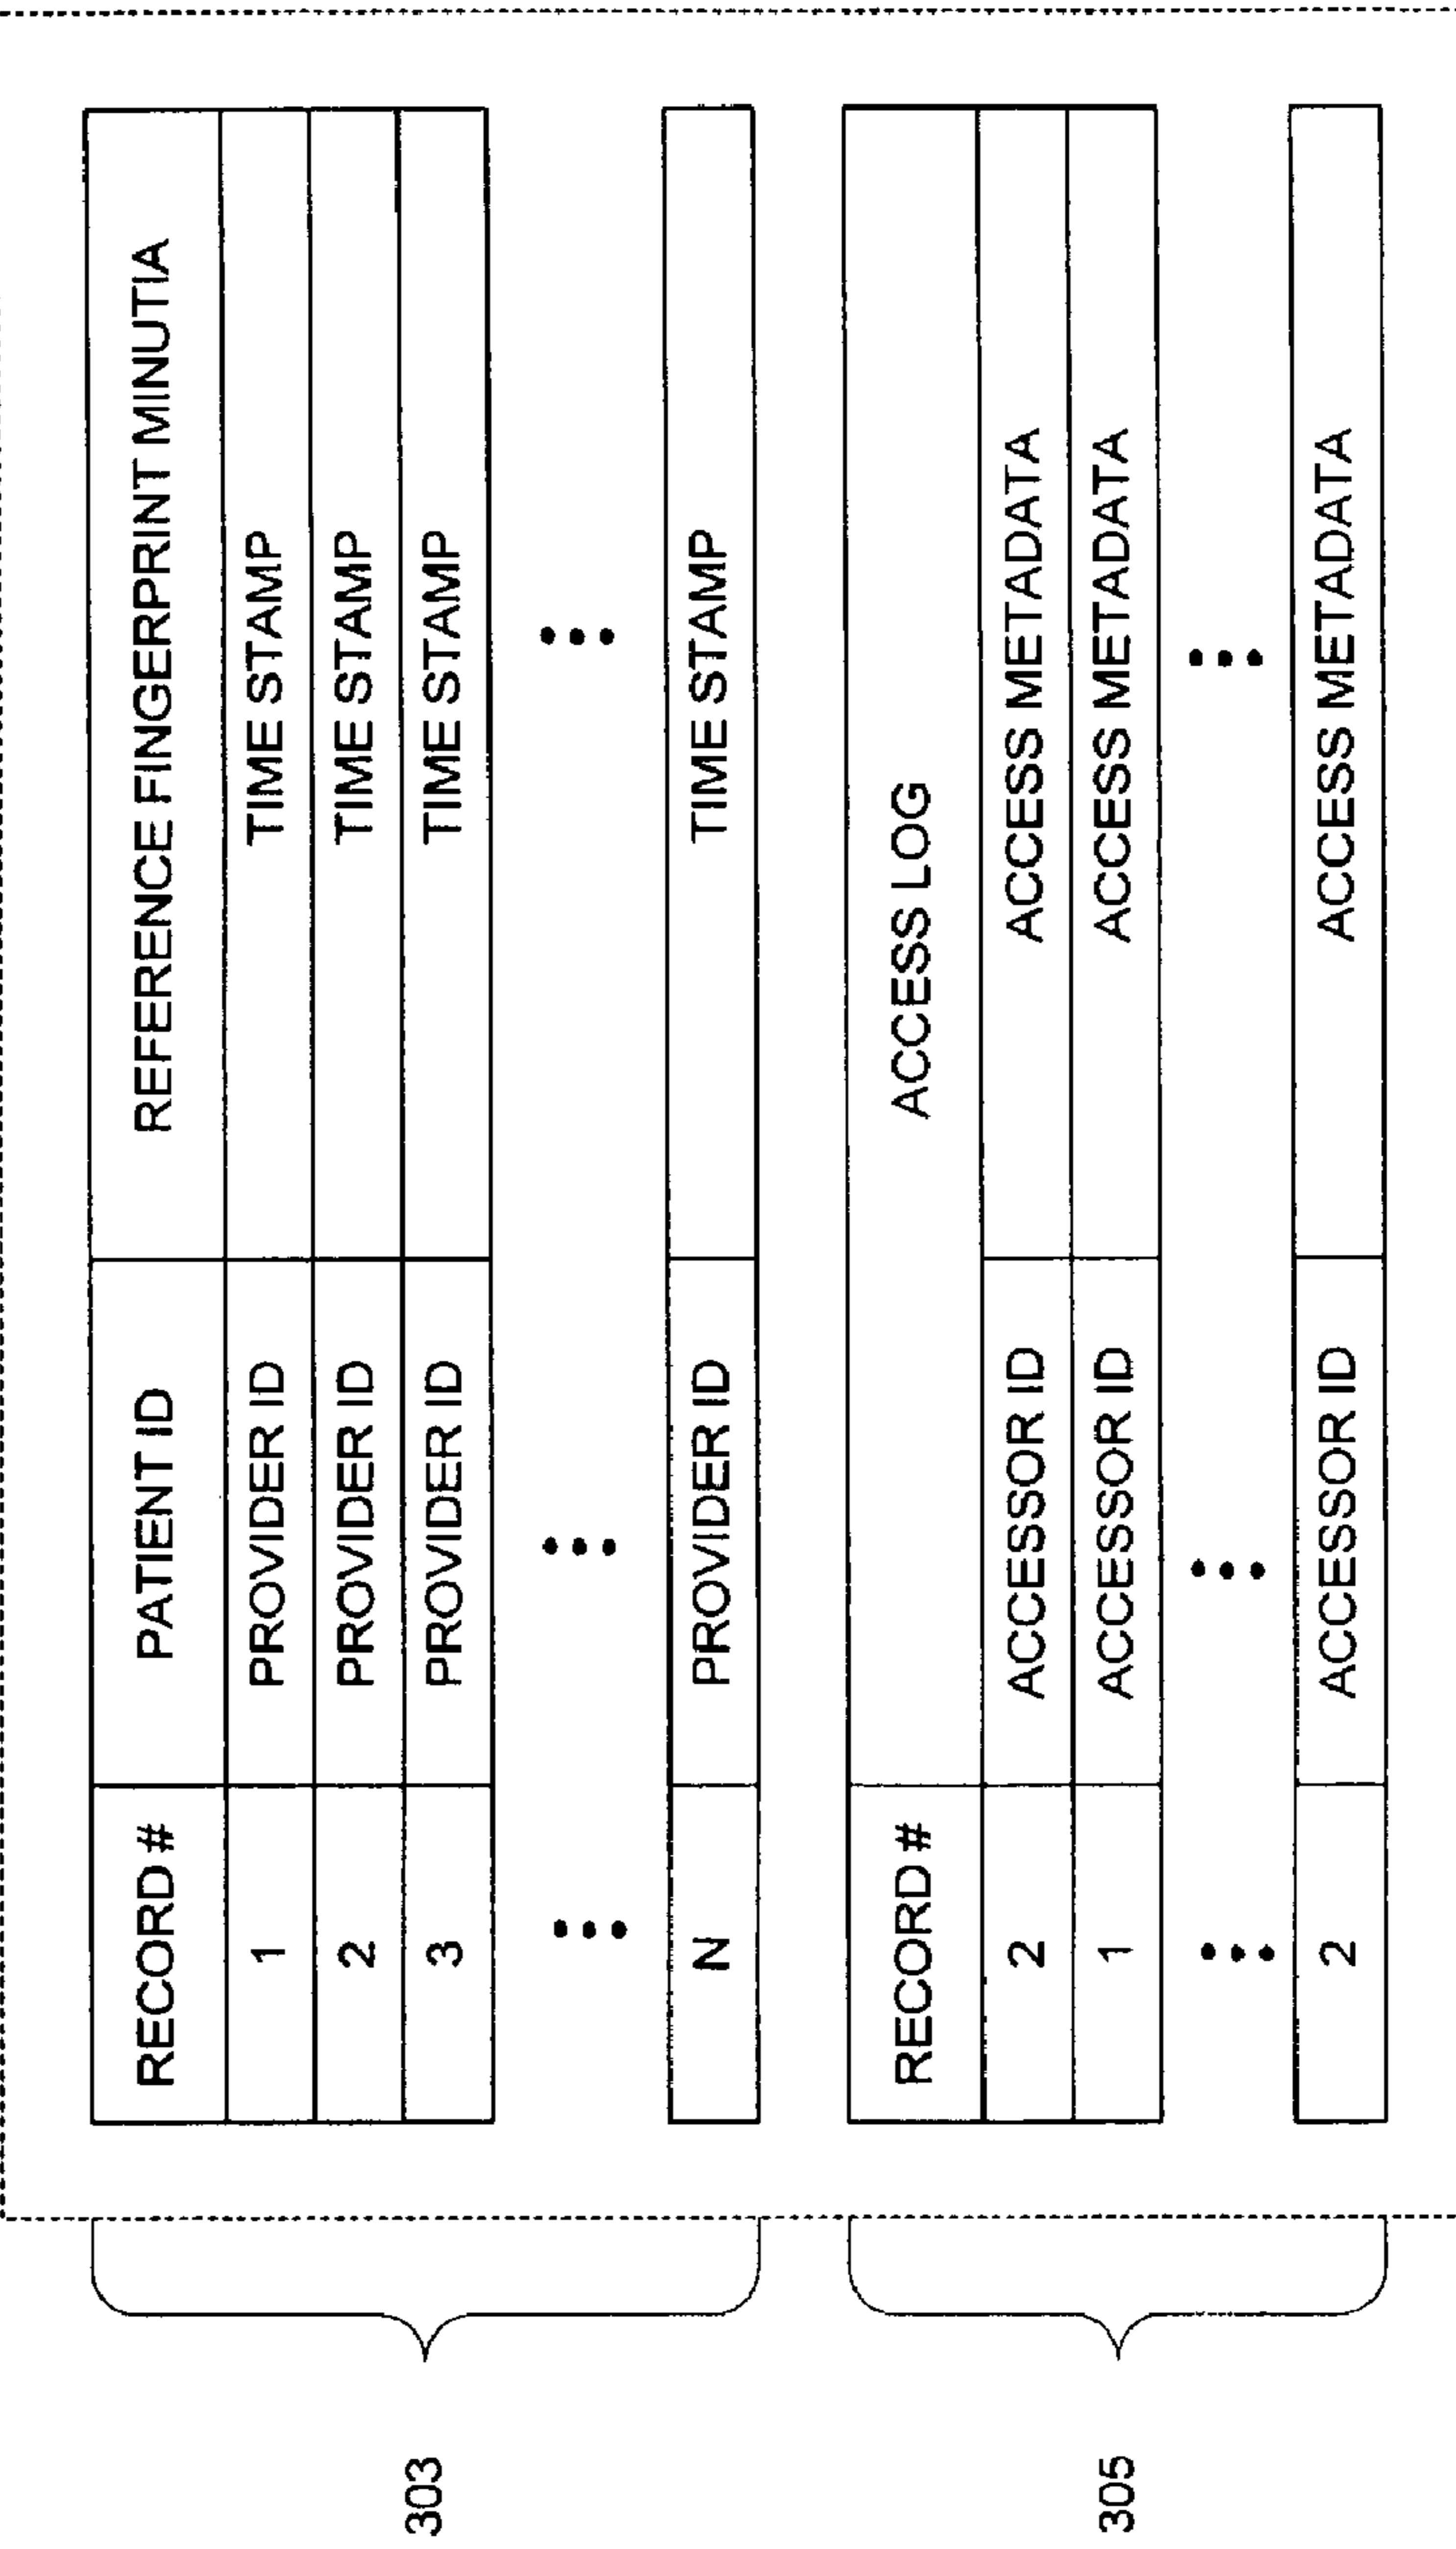 RECORD # PATIENT ID REFERENCE FINGERPRINT MINUTIA
1 PROVIDER ID TIME STAMP
2 PROVIDER ID TIME STAMP
3 PROVIDER ID TIME STAMP
303
N PROVIDER ID TIME STAMP
RECORD # ACCESS LOG
2 ACCESSOR ID ACCESS METADATA
1 ACCESSOR ID ACCESS METADATA
305
2 ACCESSOR ID ACCESS METADATA